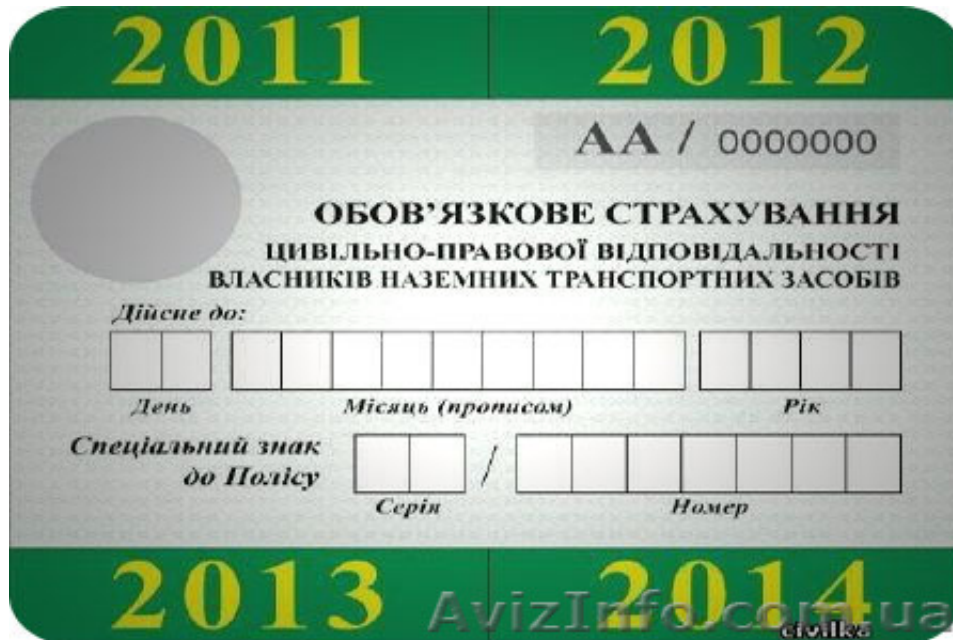 2011 2012
АА / 0000000
ОБОВ’ЯЗКОВЕ СТРАХУВАННЯ
ЦИВІЛЬНО-ПРАВОВОЇ ВІДПОВІДАЛЬНОСТІ
ВЛАСНИКІВ НАЗЕМНИХ ТРАНСПОРТНИХ ЗАСОБІВ
Дійсне до:
День Місяць (прописом) Рік
Спеціальний знак
до Полісу /
Серія Номер
2013 2014
AvizInfo.com.ua
civilka